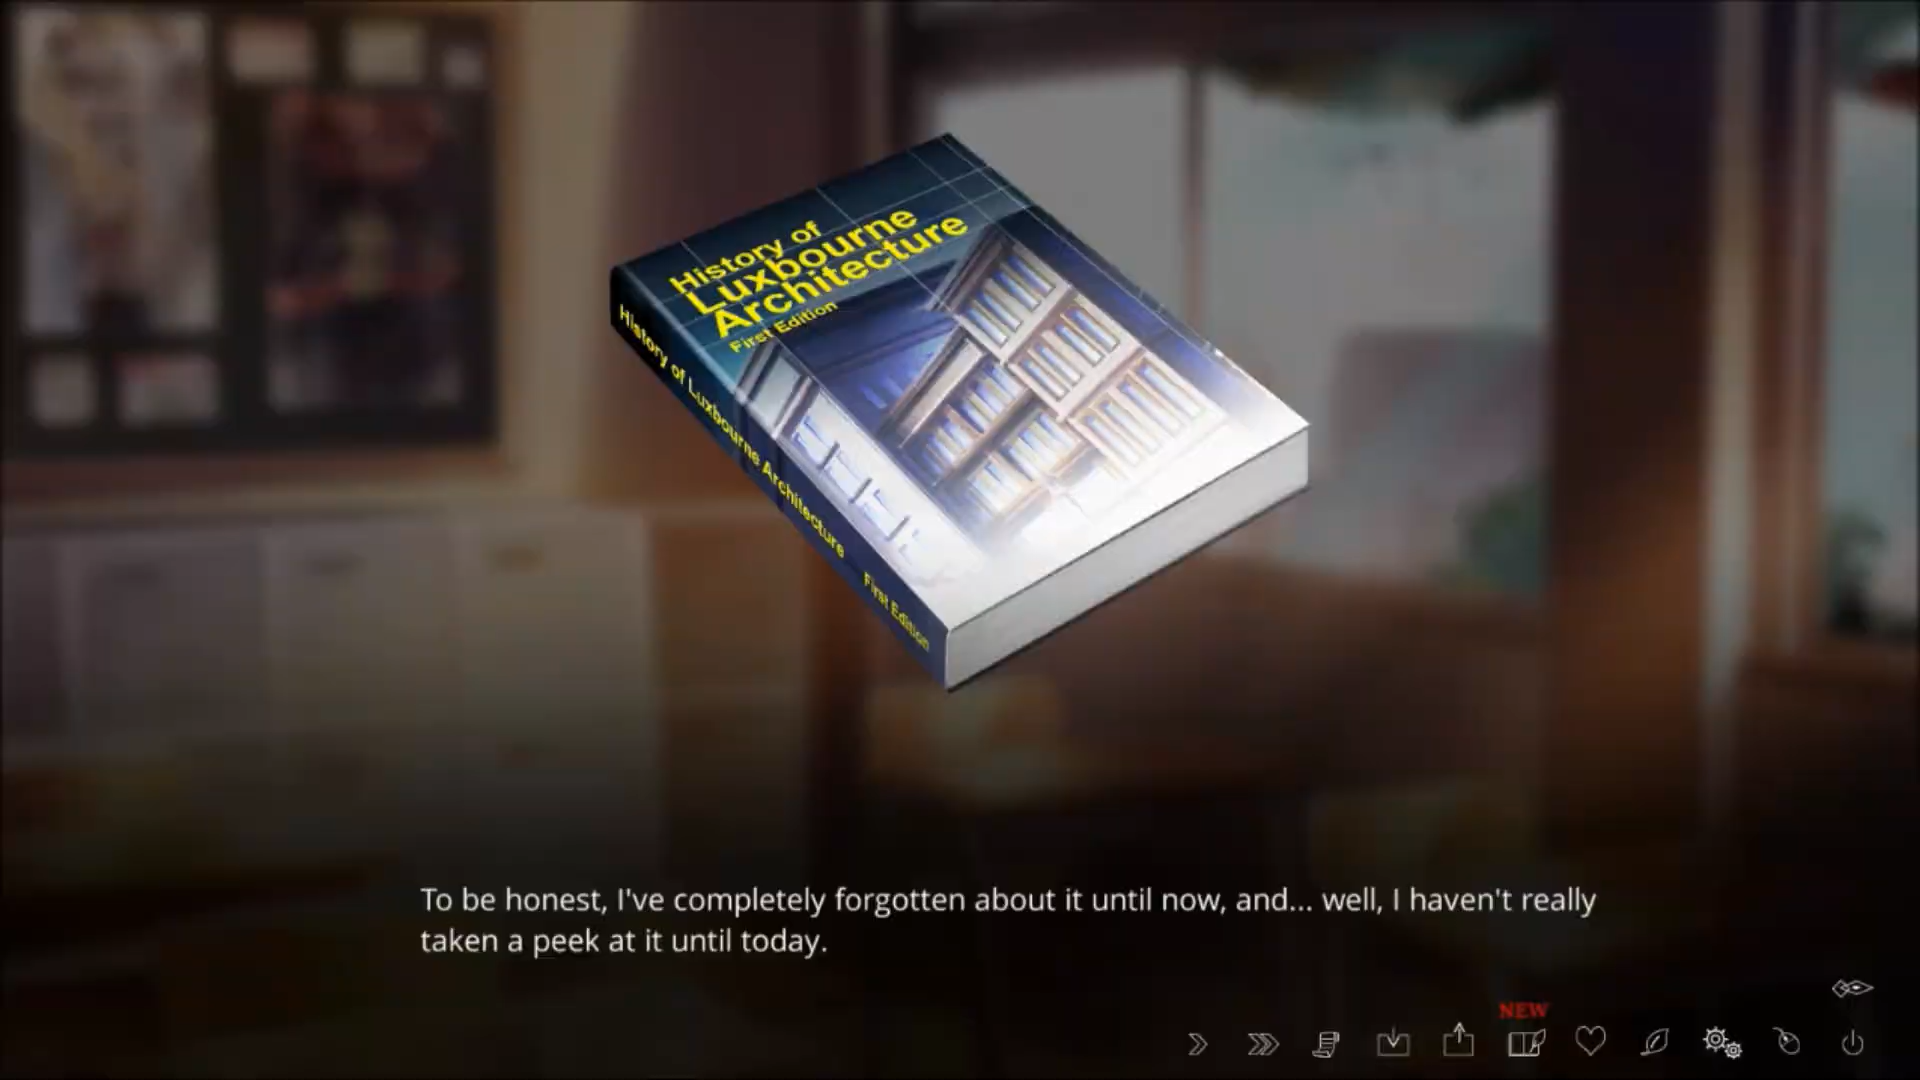 History of
Luxbourne
Architecture
First Edition
History of Luxbourne Architecture First Edition
To be honest, I've completely forgotten about it until now, and... well, I haven't really
taken a peek at it until today.
NEW